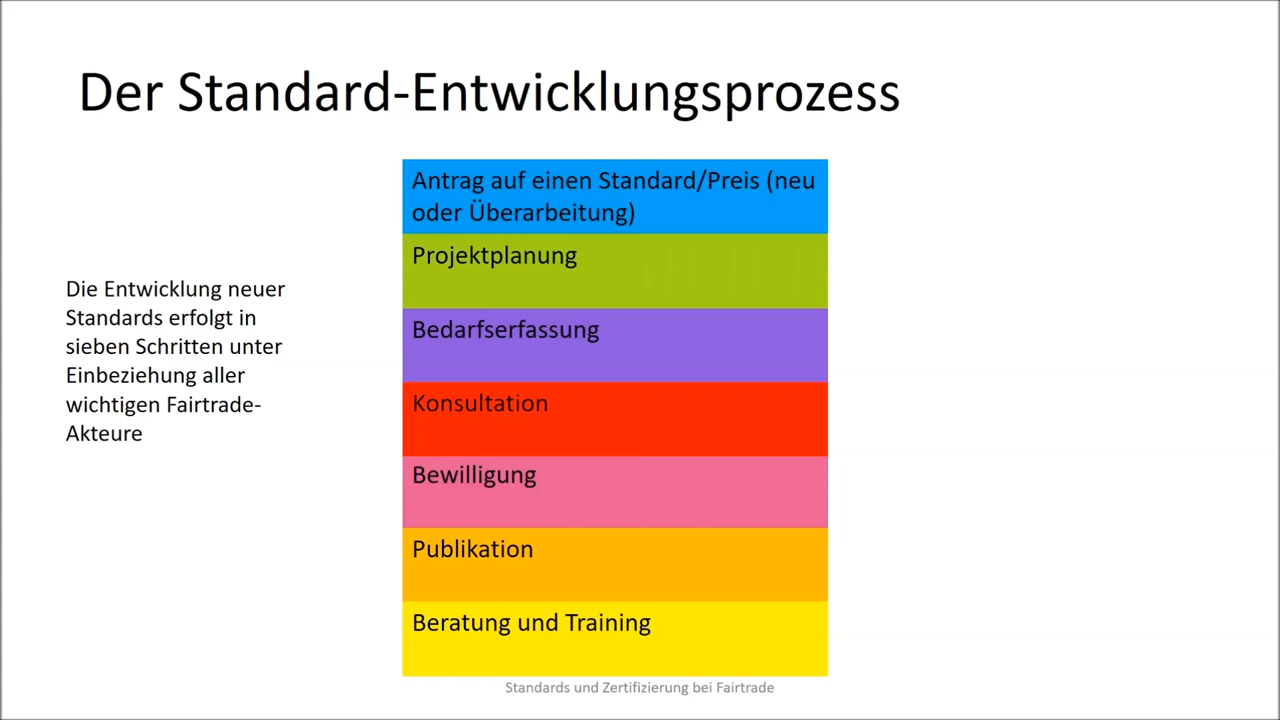 Der Standard-Entwicklungsprozess
Die Entwicklung neuer
Standards erfolgt in
sieben Schritten unter
Einbeziehung aller
wichtigen Fairtrade-
Akteure
Antrag auf einen Standard/Preis (neu
oder Überarbeitung)
Projektplanung
Bedarfserfassung
Konsultation
Bewilligung
Publikation
Beratung und Training
Standards und Zertifizierung bei Fairtrade